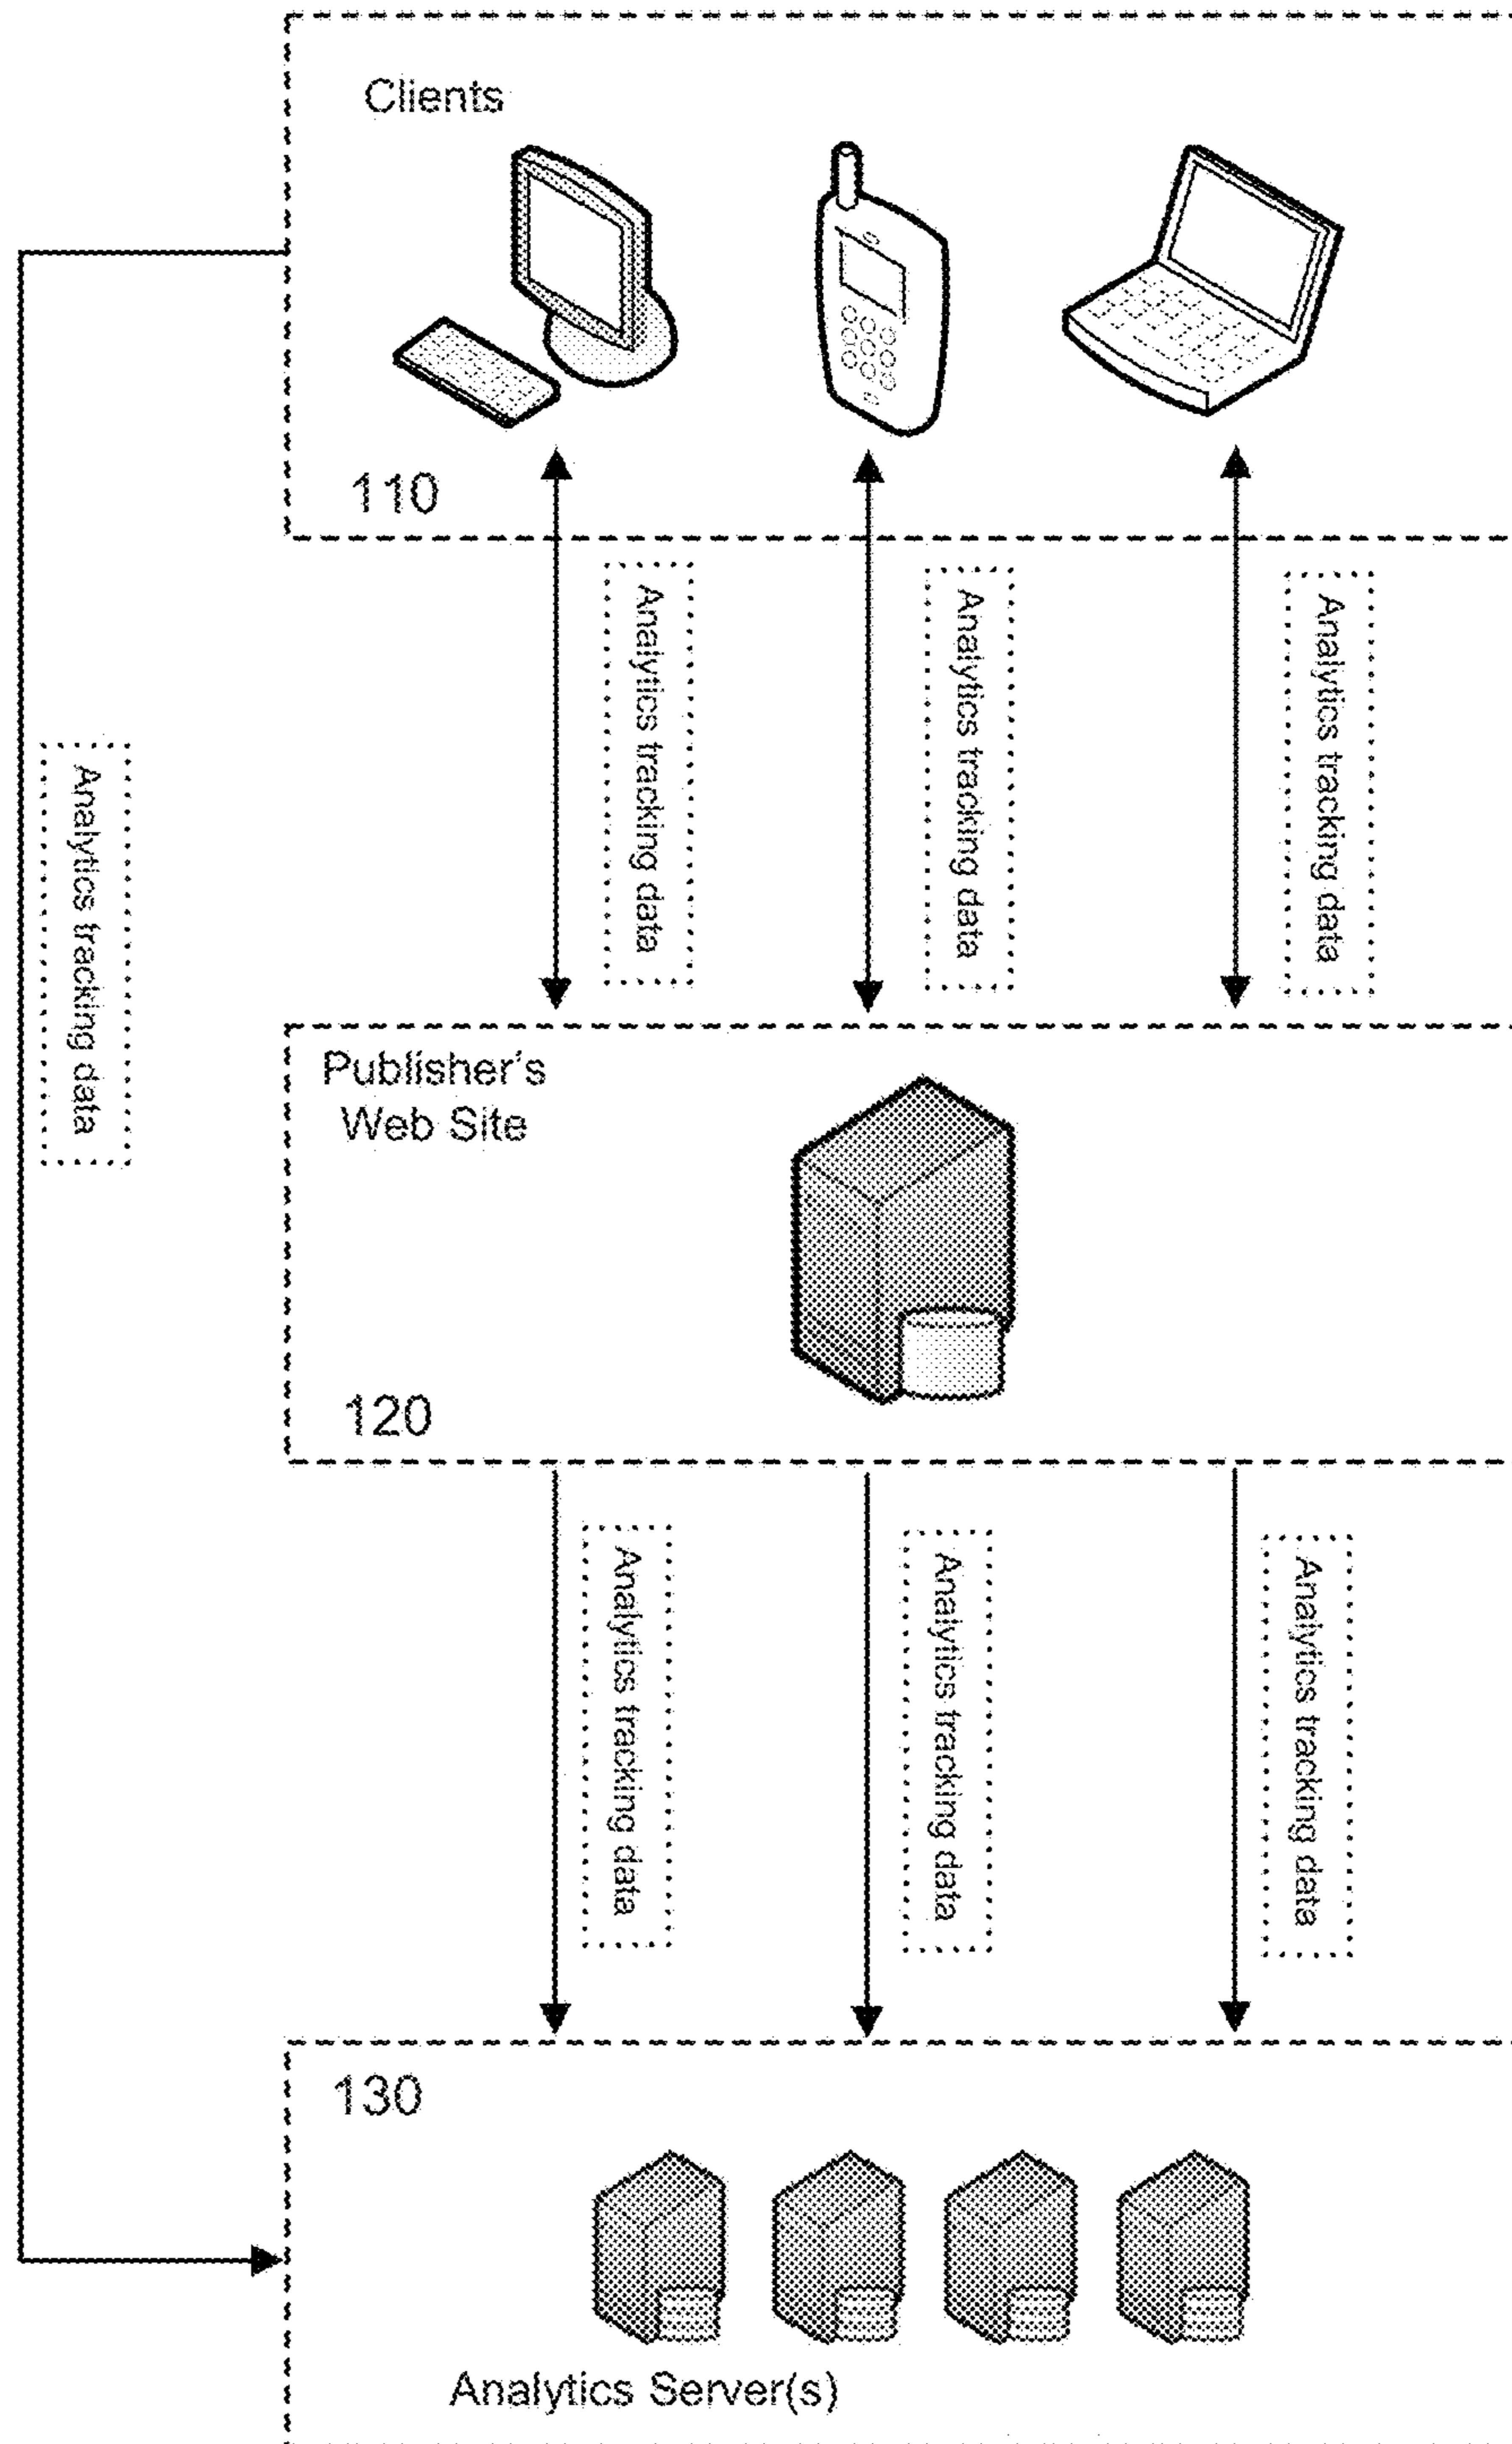 Clients
110
Analytics tracking data
Analytics tracking data
Analytics tracking data
Analytics tracking data
Publisher's
Web Site
120
Analytics tracking data
Analytics tracking data
Analytics tracking data
130
Analytics Server(s)